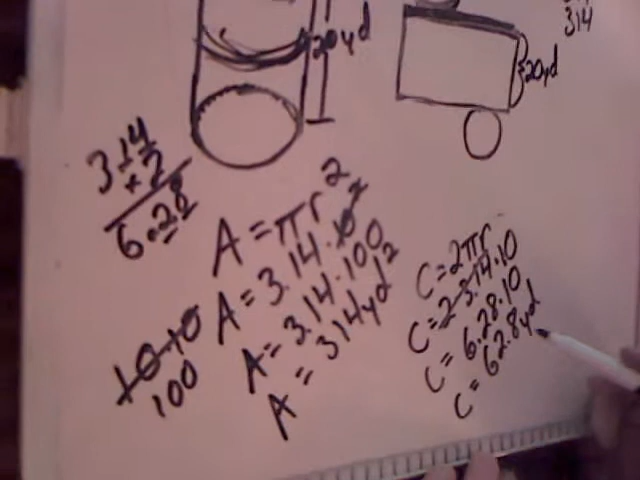 314
20yd
20yd
3.14
×2
6.28
A = πr²
A = 3.14·10²
A = 3.14·100
A = 314yd²
10·10
100
C = 2πr
C = 2·3.14·10
C = 6.28·10
C = 62.8yd